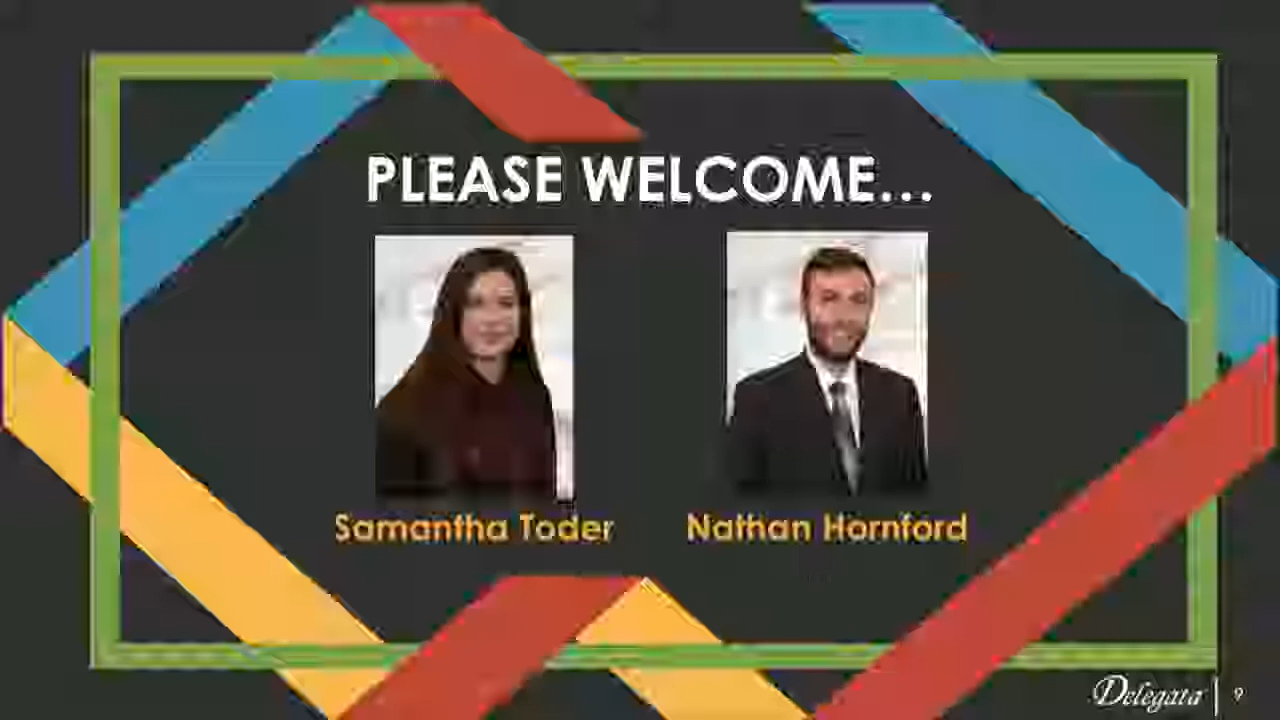 PLEASE WELCOME...
Samantha Toder
Nathan Hornford
Delegata
9